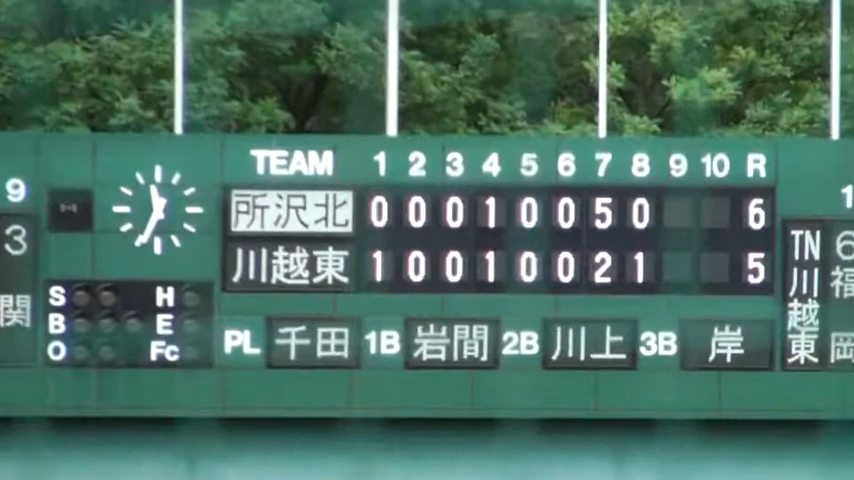 TEAM 1 2 3 4 5 6 7 8 9 10 R
所沢北 0 0 0 1 0 0 5 0 6
川越東 1 0 0 1 0 0 2 1 5
9
3
関
S H
B E
O Fc
PL 千田 1B 岩間 2B 川上 3B 岸
1
TN 6
川越東
福
岡